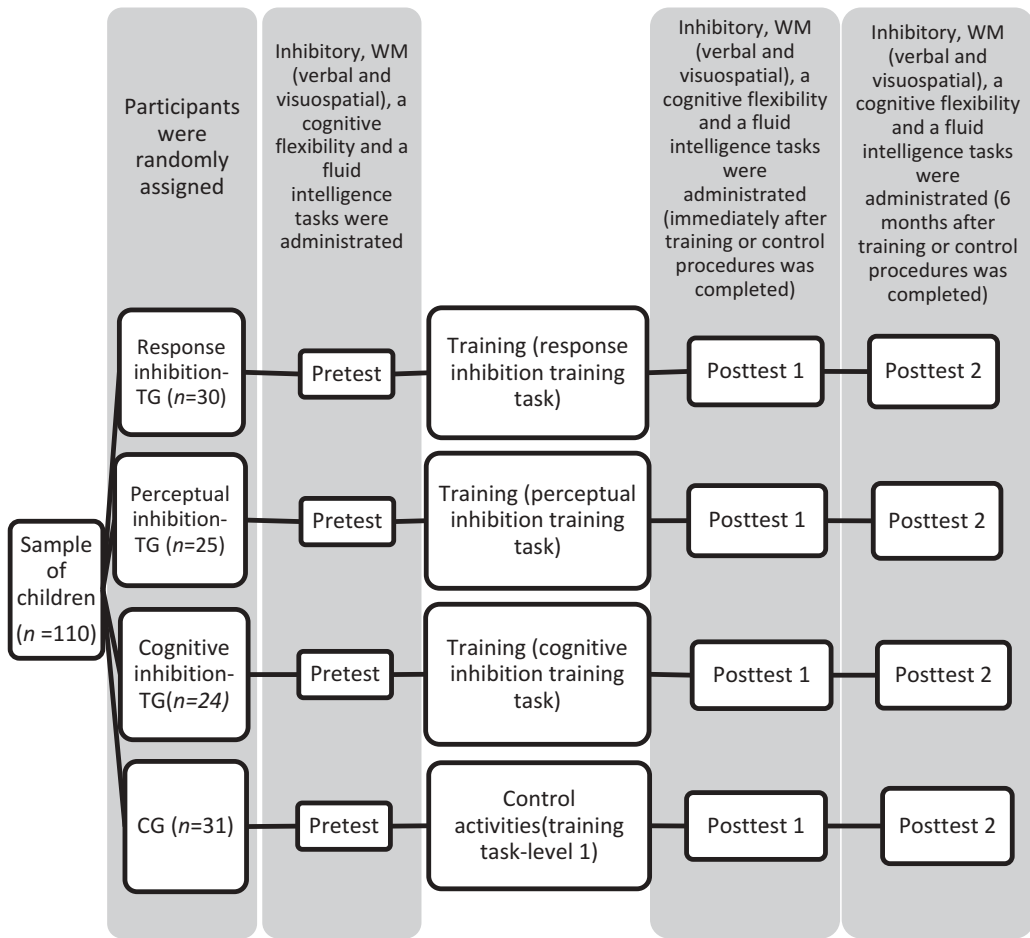 Participants
were
randomly
assigned
Inhibitory, WM
(verbal and
visuospatial), a
cognitive
flexibility and a
fluid
intelligence
tasks were
administrated
Inhibitory, WM
(verbal and
visuospatial), a
cognitive flexibility
and a fluid
intelligence tasks
were
administrated
(immediately after
training or control
procedures was
completed)
Inhibitory, WM
(verbal and
visuospatial), a
cognitive flexibility
and a fluid
intelligence tasks
were
administrated (6
months after
training or control
procedures was
completed)
Sample
of
children
(n =110)
Response
inhibition-
TG (n=30)
Pretest
Training (response
inhibition training
task)
Posttest 1
Posttest 2
Perceptual
inhibition-
TG (n=25)
Pretest
Training (perceptual
inhibition training
task)
Posttest 1
Posttest 2
Cognitive
inhibition-
TG(n=24)
Pretest
Training (cognitive
inhibition training
task)
Posttest 1
Posttest 2
CG (n=31)
Pretest
Control
activities(training
task-level 1)
Posttest 1
Posttest 2